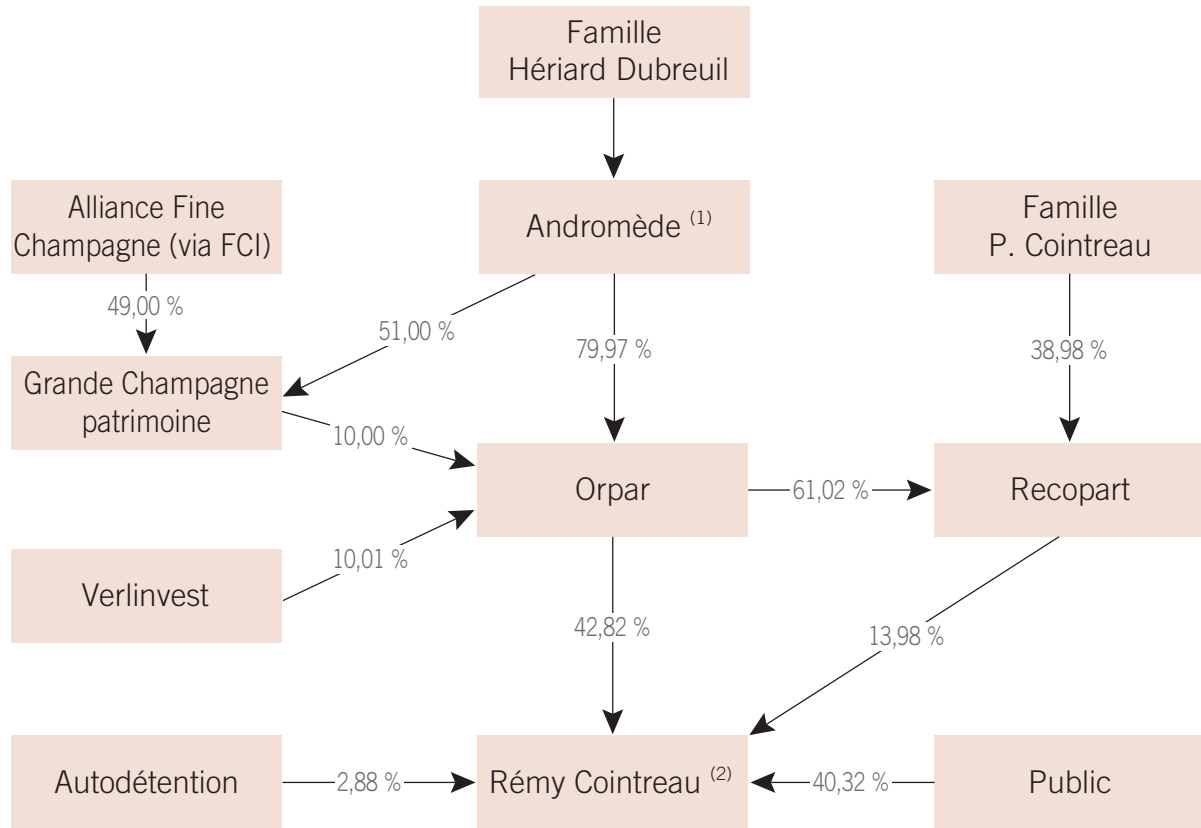 Famille
Hériard Dubreuil
Alliance Fine
Champagne (via FCI)
Andromède (1)
Famille
P. Cointreau
49,00 %
51,00 %
79,97 %
38,98 %
Grande Champagne
patrimoine
10,00 %
Orpar
61,02 %
Recopart
Verlinvest
10,01 %
42,82 %
13,98 %
Autodétention
2,88 %
Rémy Cointreau (2)
40,32 %
Public